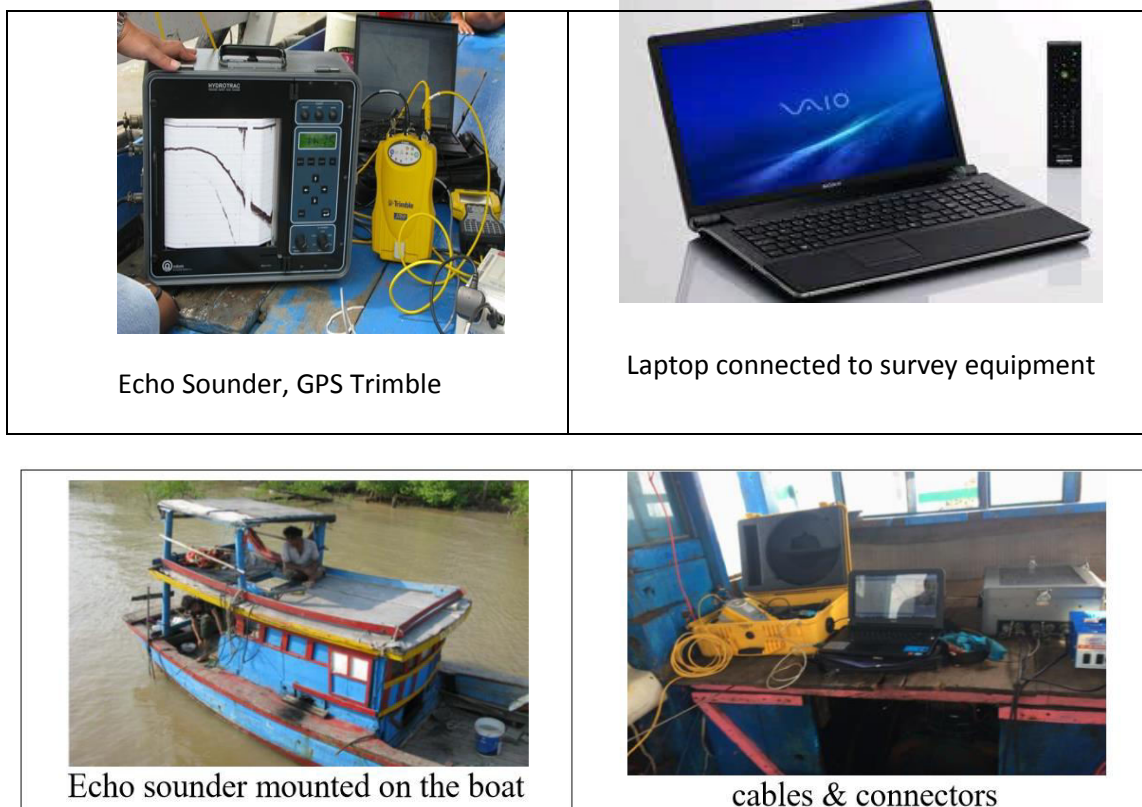 HYDROTRAC
Trimble
VAIO
SONY
Echo Sounder, GPS Trimble
Laptop connected to survey equipment
Echo sounder mounted on the boat
cables & connectors